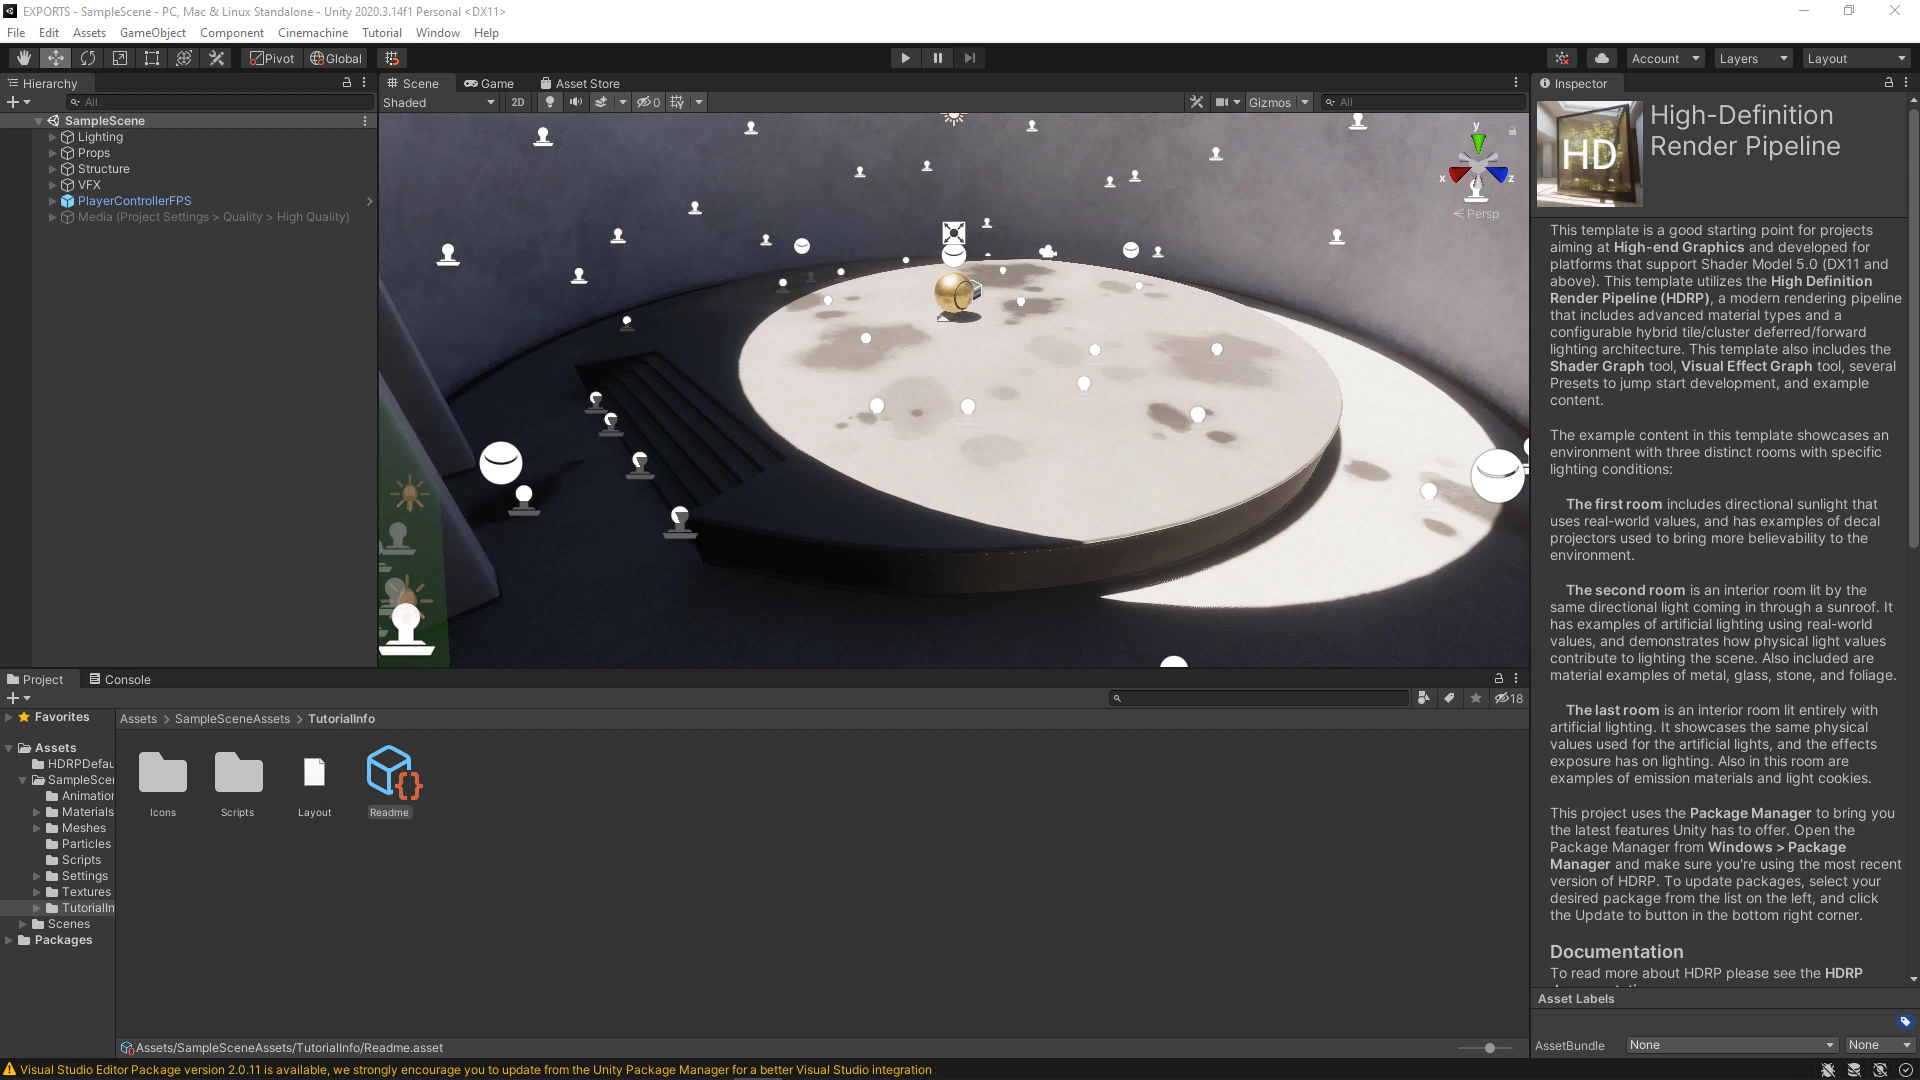 EXPORTS - SampleScene - PC, Mac & Linux Standalone - Unity 2020.3.14f1 Personal <DX11>
File Edit Assets GameObject Component Cinemachine Tutorial Window Help
Pivot Global Account Layers Layout
Hierarchy
All
SampleScene
Lighting
Props
Structure
VFX
PlayerControllerFPS
Media (Project Settings > Quality > High Quality)
Scene Game Asset Store
Shaded 2D 0 Gizmos All
y
x z
Persp
Inspector
HD
High-Definition
Render Pipeline
This template is a good starting point for projects
aiming at High-end Graphics and developed for
platforms that support Shader Model 5.0 (DX11 and
above). This template utilizes the High Definition
Render Pipeline (HDRP), a modern rendering pipeline
that includes advanced material types and a
configurable hybrid tile/cluster deferred/forward
lighting architecture. This template also includes the
Shader Graph tool, Visual Effect Graph tool, several
Presets to jump start development, and example
content.
The example content in this template showcases an
environment with three distinct rooms with specific
lighting conditions:
The first room includes directional sunlight that
uses real-world values, and has examples of decal
projectors used to bring more believability to the
environment.
The second room is an interior room lit by the
same directional light coming in through a sunroof. It
has examples of artificial lighting using real-world
values, and demonstrates how physical light values
contribute to lighting the scene. Also included are
material examples of metal, glass, stone, and foliage.
The last room is an interior room lit entirely with
artificial lighting. It showcases the same physical
values used for the artificial lights, and the effects
exposure has on lighting. Also in this room are
examples of emission materials and light cookies.
This project uses the Package Manager to bring you
the latest features Unity has to offer. Open the
Package Manager from Windows > Package
Manager and make sure you're using the most recent
version of HDRP. To update packages, select your
desired package from the list on the left, and click
the Update to button in the bottom right corner.
Documentation
To read more about HDRP please see the HDRP
Asset Labels
AssetBundle None None
Project Console
18
Favorites
Assets
HDRPDefau
SampleScen
Animation
Materials
Meshes
Particles
Scripts
Settings
Textures
TutorialIn
Scenes
Packages
Assets > SampleSceneAssets > TutorialInfo
Icons Scripts Layout Readme
Assets/SampleSceneAssets/TutorialInfo/Readme.asset
Visual Studio Editor Package version 2.0.11 is available, we strongly encourage you to update from the Unity Package Manager for a better Visual Studio integration